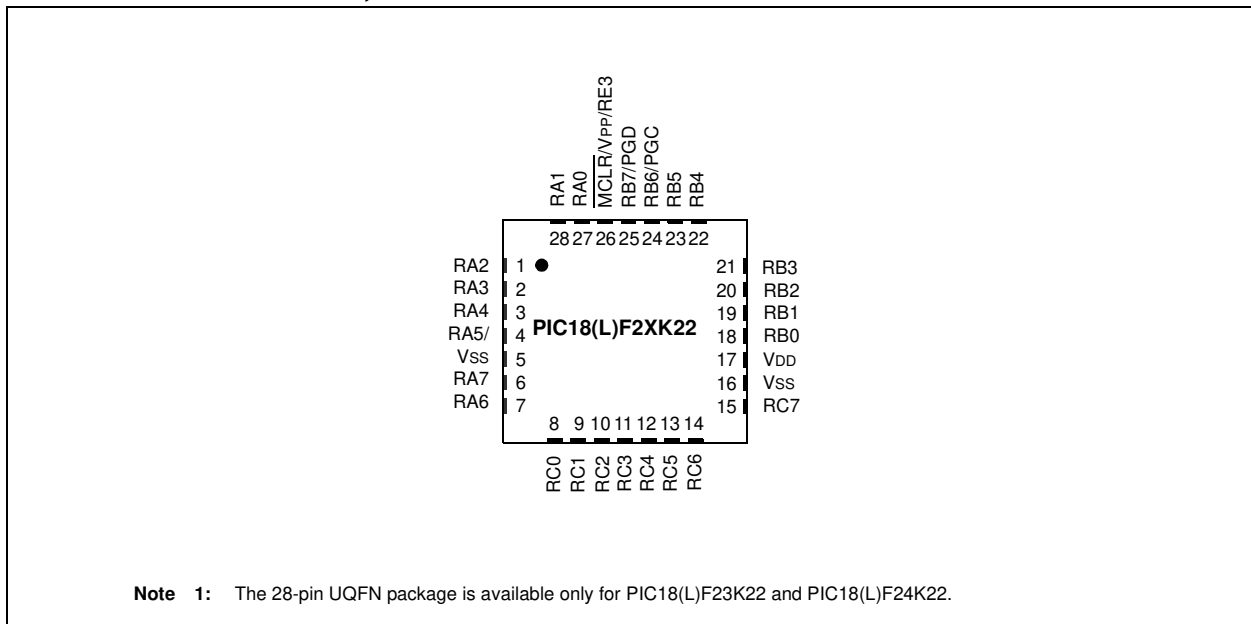 RA1
RA0
MCLR/VPP/RE3
RB7/PGD
RB6/PGC
RB5
RB4
28 27 26 25 24 23 22
RA2 1 21 RB3
RA3 2 20 RB2
RA4 3 19 RB1
PIC18(L)F2XK22
RA5/ 4 18 RB0
VSS 5 17 VDD
RA7 6 16 VSS
RA6 7 15 RC7
8 9 10 11 12 13 14
RC0
RC1
RC2
RC3
RC4
RC5
RC6
Note 1: The 28-pin UQFN package is available only for PIC18(L)F23K22 and PIC18(L)F24K22.